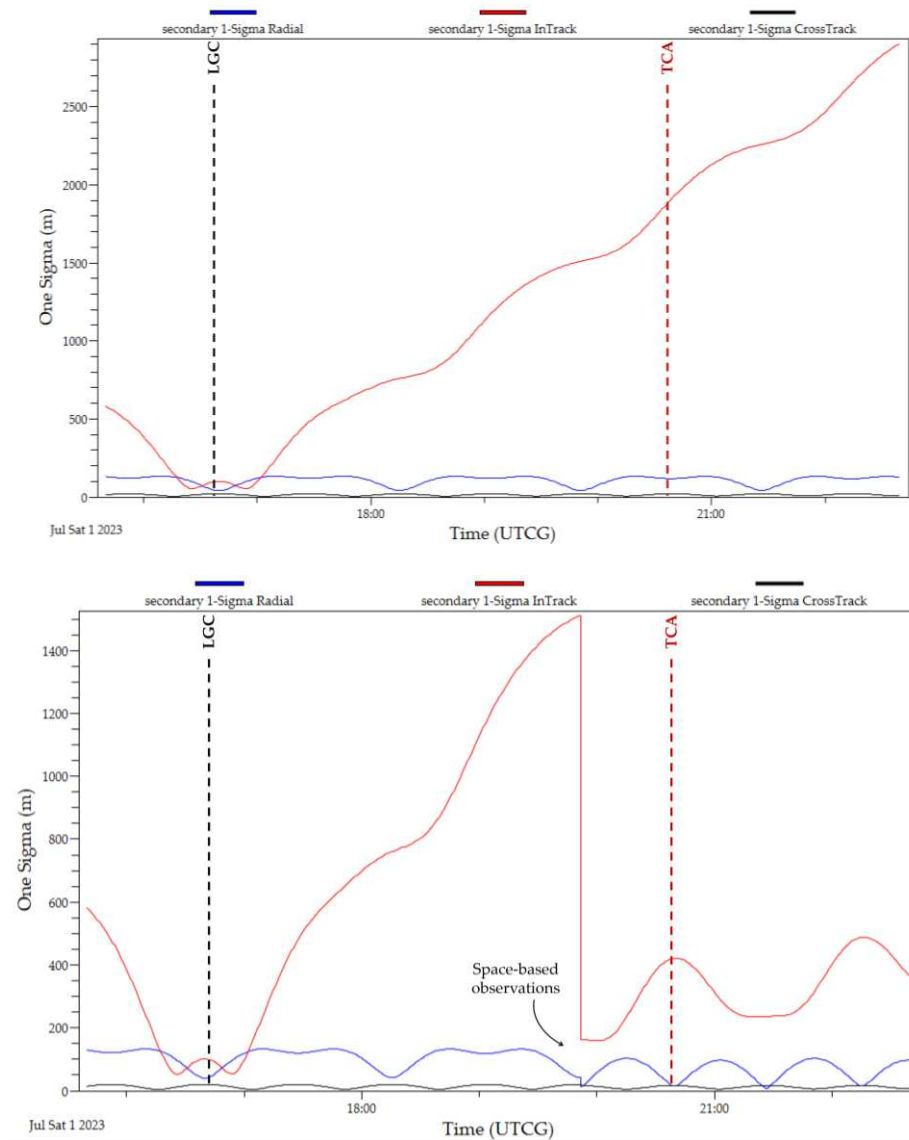 secondary 1-Sigma Radial secondary 1-Sigma InTrack secondary 1-Sigma CrossTrack
LGC
TCA
One Sigma (m)
2500
2000
1500
1000
500
0
18:00 21:00
Jul Sat 1 2023
Time (UTCG)
secondary 1-Sigma Radial secondary 1-Sigma InTrack secondary 1-Sigma CrossTrack
LGC
TCA
One Sigma (m)
1400
1200
1000
800
600
400
200
0
Space-based
observations
18:00 21:00
Jul Sat 1 2023
Time (UTCG)